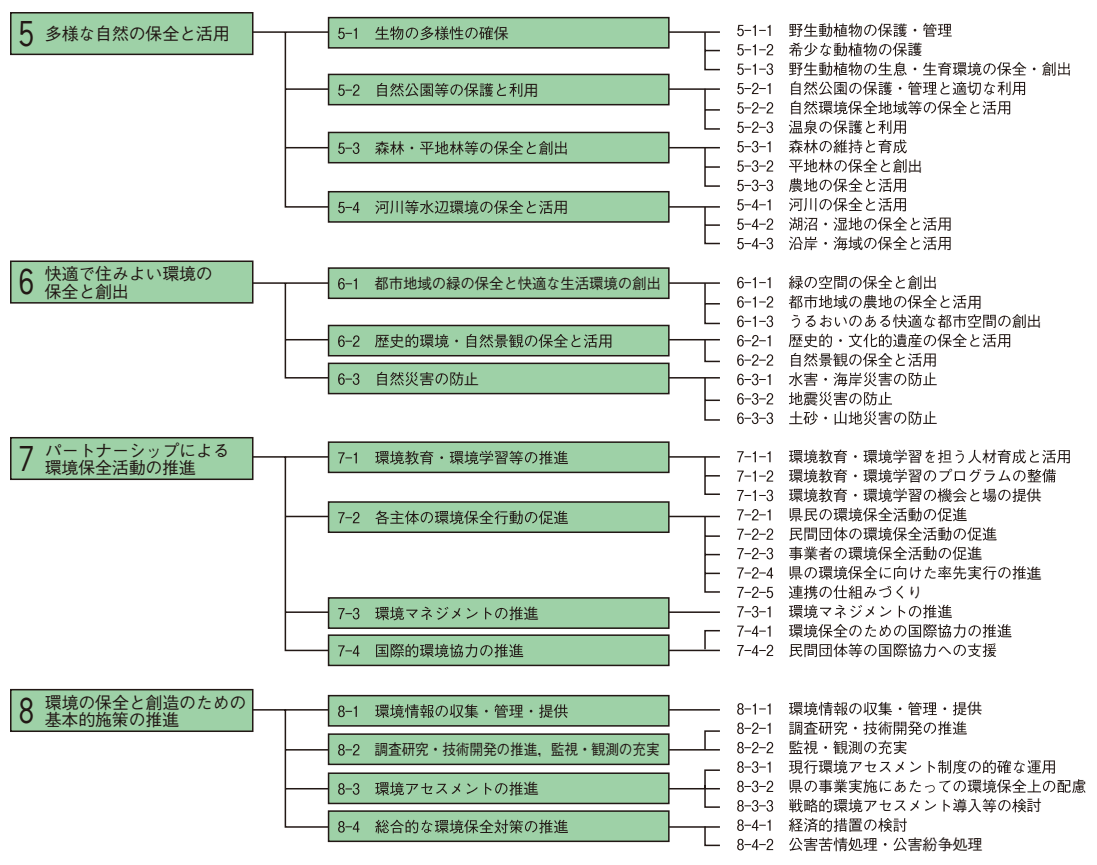 5 多様な自然の保全と活用
5-1 生物の多様性の確保
5-1-1 野生動植物の保護・管理
5-1-2 希少な動植物の保護
5-1-3 野生動植物の生息・生育環境の保全・創出
5-2 自然公園等の保護と利用
5-2-1 自然公園の保護・管理と適切な利用
5-2-2 自然環境保全地域等の保全と活用
5-2-3 温泉の保護と利用
5-3 森林・平地林等の保全と創出
5-3-1 森林の維持と育成
5-3-2 平地林の保全と創出
5-3-3 農地の保全と活用
5-4 河川等水辺環境の保全と活用
5-4-1 河川の保全と活用
5-4-2 湖沼・湿地の保全と活用
5-4-3 沿岸・海域の保全と活用
6 快適で住みよい環境の
保全と創出
6-1 都市地域の緑の保全と快適な生活環境の創出
6-1-1 緑の空間の保全と創出
6-1-2 都市地域の農地の保全と活用
6-1-3 うるおいのある快適な都市空間の創出
6-2 歴史的環境・自然景観の保全と活用
6-2-1 歴史的・文化的遺産の保全と活用
6-2-2 自然景観の保全と活用
6-3 自然災害の防止
6-3-1 水害・海岸災害の防止
6-3-2 地震災害の防止
6-3-3 土砂・山地災害の防止
7 パートナーシップによる
環境保全活動の推進
7-1 環境教育・環境学習等の推進
7-1-1 環境教育・環境学習を担う人材育成と活用
7-1-2 環境教育・環境学習のプログラムの整備
7-1-3 環境教育・環境学習の機会と場の提供
7-2 各主体の環境保全行動の促進
7-2-1 県民の環境保全活動の促進
7-2-2 民間団体の環境保全活動の促進
7-2-3 事業者の環境保全活動の促進
7-2-4 県の環境保全に向けた率先実行の推進
7-2-5 連携の仕組みづくり
7-3 環境マネジメントの推進
7-3-1 環境マネジメントの推進
7-4 国際的環境協力の推進
7-4-1 環境保全のための国際協力の推進
7-4-2 民間団体等の国際協力への支援
8 環境の保全と創造のための
基本的施策の推進
8-1 環境情報の収集・管理・提供
8-1-1 環境情報の収集・管理・提供
8-2 調査研究・技術開発の推進，監視・観測の充実
8-2-1 調査研究・技術開発の推進
8-2-2 監視・観測の充実
8-3 環境アセスメントの推進
8-3-1 現行環境アセスメント制度の的確な運用
8-3-2 県の事業実施にあたっての環境保全上の配慮
8-3-3 戦略的環境アセスメント導入等の検討
8-4 総合的な環境保全対策の推進
8-4-1 経済的措置の検討
8-4-2 公害苦情処理・公害紛争処理